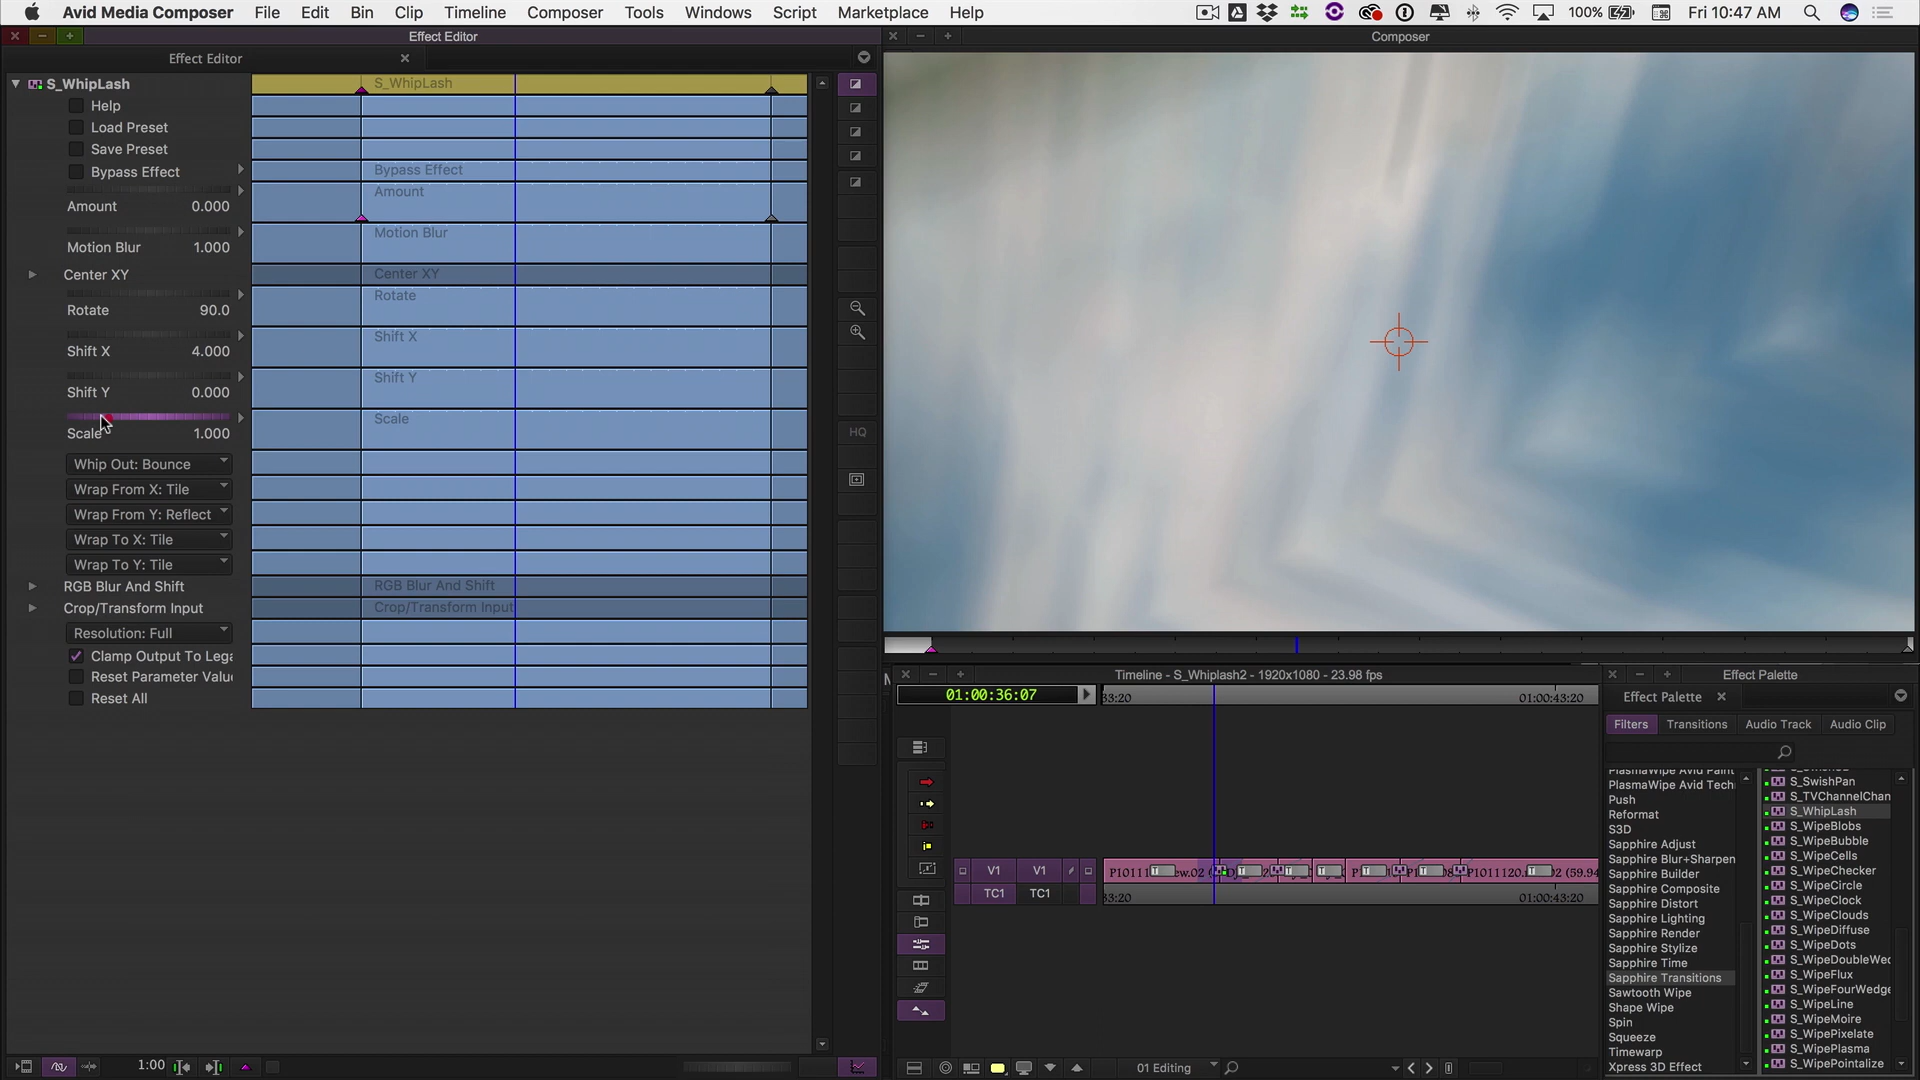 Avid Media Composer File Edit Bin Clip Timeline Composer Tools Windows Script Marketplace Help 100% Fri 10:47 AM
Effect Editor
Composer
Effect Editor
S_WhipLash
S_WhipLash
Help
Load Preset
Save Preset
Bypass Effect
Bypass Effect
Amount
Amount 0.000
Motion Blur
Motion Blur 1.000
Center XY
Center XY
Rotate
Rotate 90.0
Shift X
Shift X 4.000
Shift Y
Shift Y 0.000
Scale
Scale 1.000
HQ
Whip Out: Bounce
Wrap From X: Tile
Wrap From Y: Reflect
Wrap To X: Tile
Wrap To Y: Tile
RGB Blur And Shift
RGB Blur And Shift
Crop/Transform Input
Crop/Transform Input
Resolution: Full
Clamp Output To Lega
Reset Parameter Valu
Reset All
1:00
Timeline - S_Whiplash2 - 1920x1080 - 23.98 fps
01:00:36:07
33:20 01:00:43:20
V1 V1
TC1 TC1
33:20 01:00:43:20
01 Editing
Effect Palette
Effect Palette
Filters Transitions Audio Track Audio Clip
PlasmaWipe Avid Paint
PlasmaWipe Avid Tech
Push
Reformat
S3D
Sapphire Adjust
Sapphire Blur+Sharpen
Sapphire Builder
Sapphire Composite
Sapphire Distort
Sapphire Lighting
Sapphire Render
Sapphire Stylize
Sapphire Time
Sapphire Transitions
Sawtooth Wipe
Shape Wipe
Spin
Squeeze
Timewarp
Xpress 3D Effect
S_SwishPan
S_TVChannelChan
S_WhipLash
S_WipeBlobs
S_WipeBubble
S_WipeCells
S_WipeChecker
S_WipeCircle
S_WipeClock
S_WipeClouds
S_WipeDiffuse
S_WipeDots
S_WipeDoubleWed
S_WipeFlux
S_WipeFourWedge
S_WipeLine
S_WipeMoire
S_WipePixelate
S_WipePlasma
S_WipePointalize